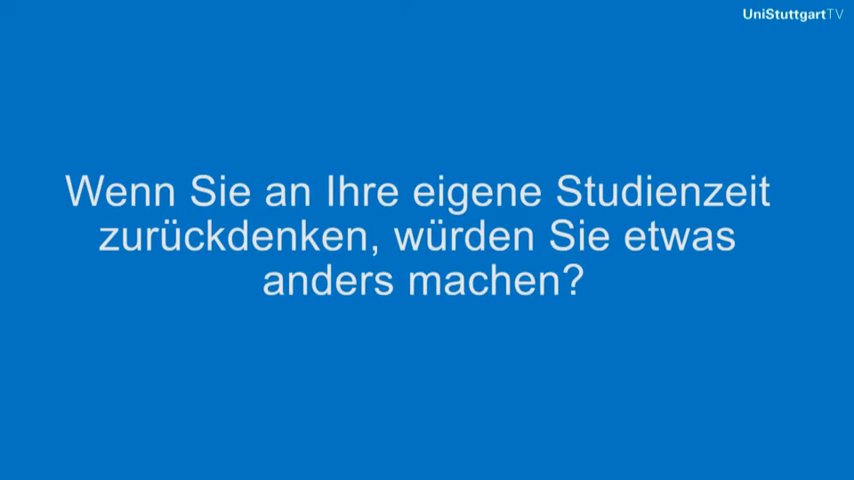 UniStuttgartTV
Wenn Sie an Ihre eigene Studienzeit
zurückdenken, würden Sie etwas
anders machen?